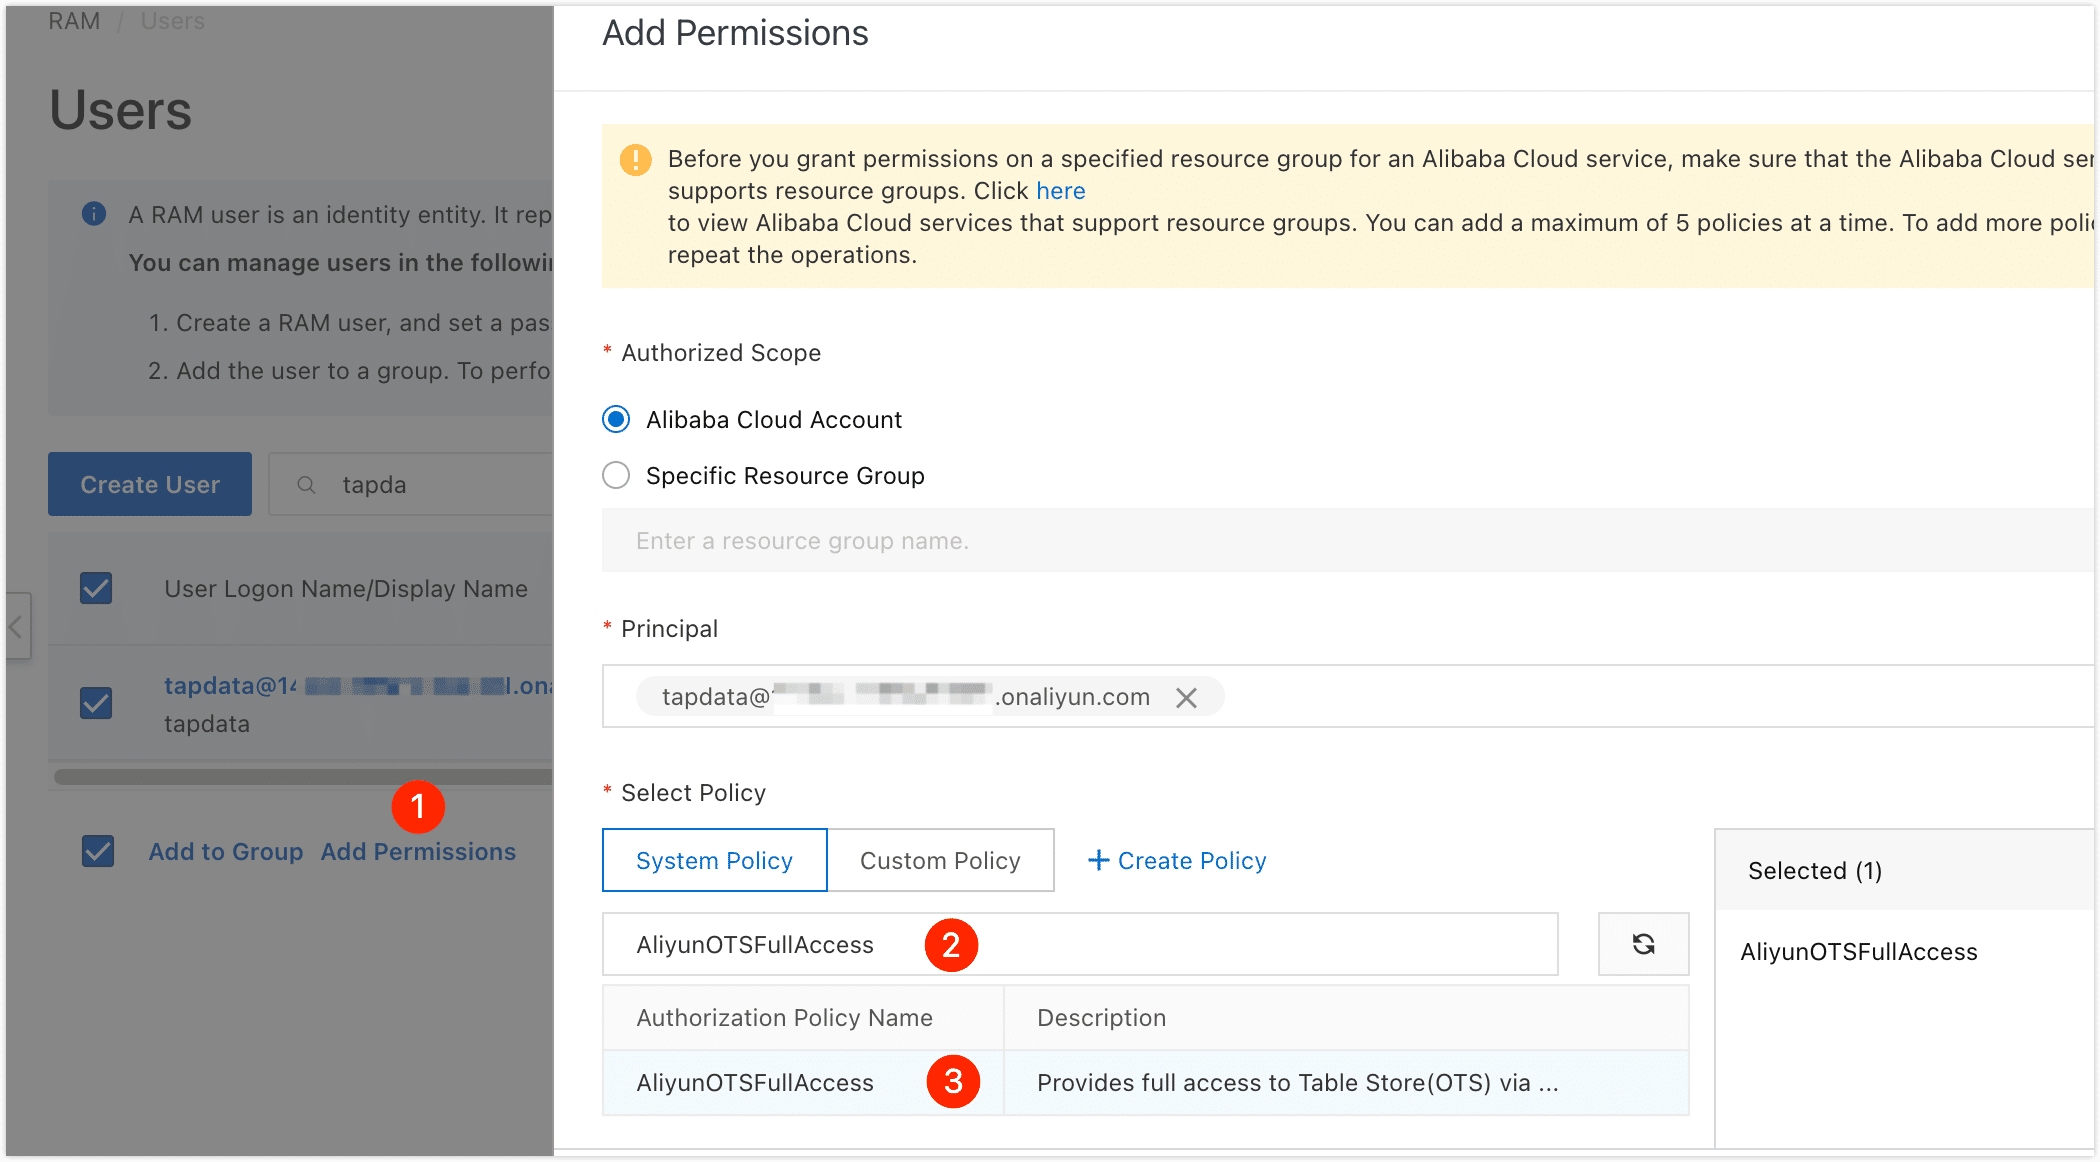 RAM / Users
Users
A RAM user is an identity entity. It rep
You can manage users in the followin
1. Create a RAM user, and set a pas
2. Add the user to a group. To perfo
Create User
tapda
User Logon Name/Display Name
tapdata@14
l.ona
tapdata
1
Add to Group Add Permissions
Add Permissions
Before you grant permissions on a specified resource group for an Alibaba Cloud service, make sure that the Alibaba Cloud ser
supports resource groups. Click here
to view Alibaba Cloud services that support resource groups. You can add a maximum of 5 policies at a time. To add more polic
repeat the operations.
* Authorized Scope
Alibaba Cloud Account
Specific Resource Group
Enter a resource group name.
* Principal
tapdata@
.onaliyun.com
* Select Policy
System Policy
Custom Policy
+ Create Policy
AliyunOTSFullAccess 2
Authorization Policy Name
Description
AliyunOTSFullAccess 3
Provides full access to Table Store(OTS) via ...
Selected (1)
AliyunOTSFullAccess